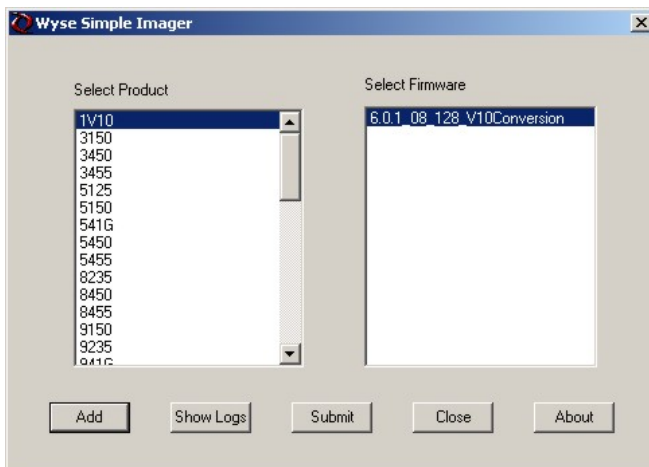 Wyse Simple Imager
Select Product
1V10
3150
3450
3455
5125
5150
541G
5450
5455
8235
8450
8455
9150
9235
941G
Select Firmware
6.0.1_08_128_V10Conversion
Add
Show Logs
Submit
Close
About